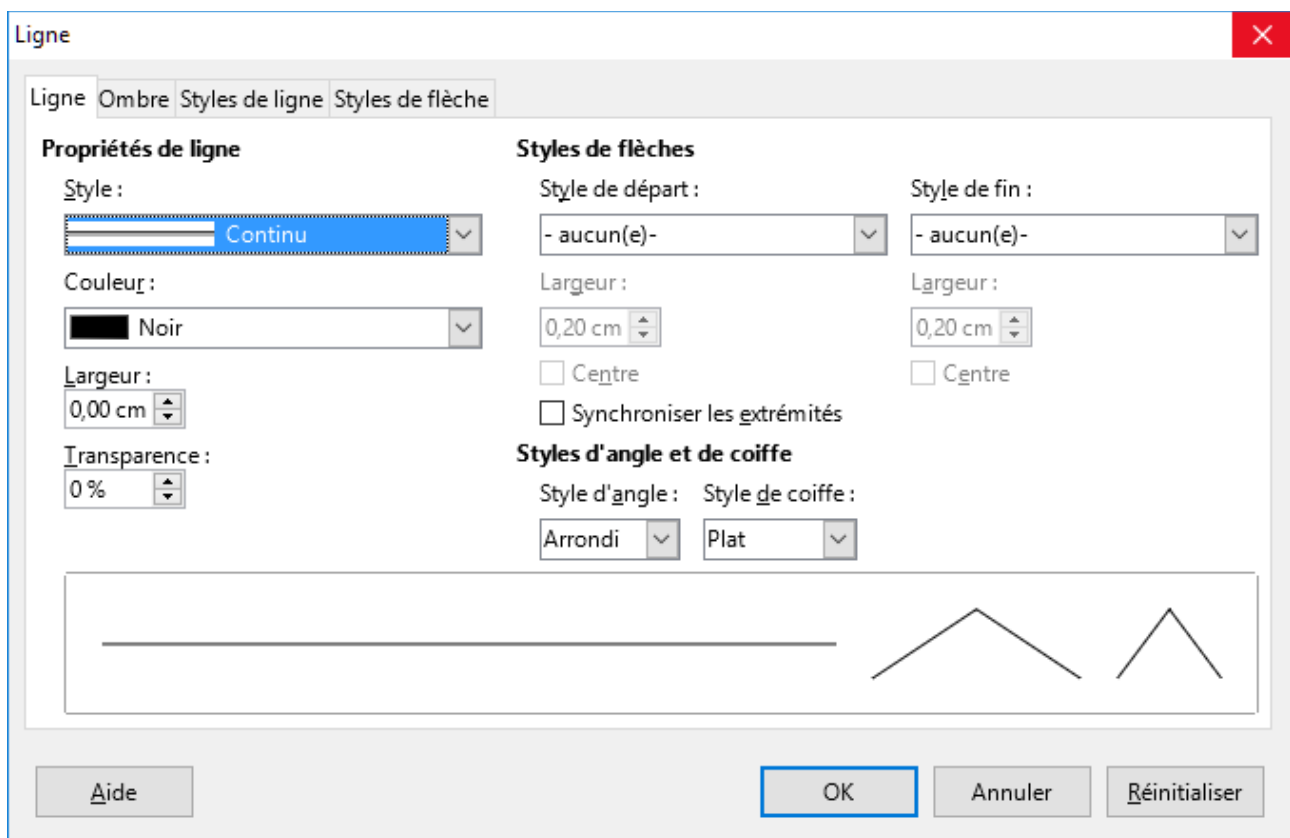 Ligne
Ligne Ombre Styles de ligne Styles de flèche
Propriétés de ligne
Style :
Continu
Couleur :
Noir
Largeur :
0,00 cm
Transparence :
0 %
Styles de flèches
Style de départ : Style de fin :
- aucun(e)- - aucun(e)-
Largeur : Largeur :
0,20 cm 0,20 cm
Centre Centre
Synchroniser les extrémités
Styles d'angle et de coiffe
Style d'angle : Style de coiffe :
Arrondi Plat
Aide OK Annuler Réinitialiser